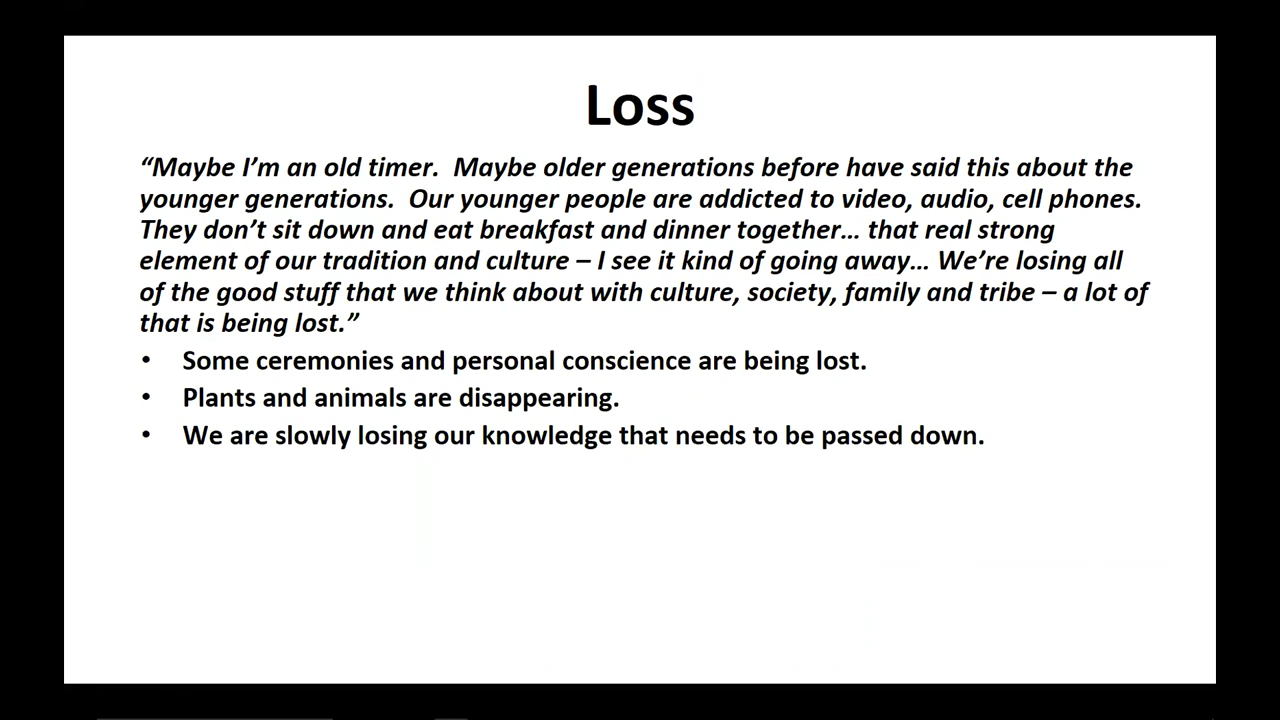 Loss
“Maybe I’m an old timer.  Maybe older generations before have said this about the
younger generations.  Our younger people are addicted to video, audio, cell phones.
They don’t sit down and eat breakfast and dinner together… that real strong
element of our tradition and culture – I see it kind of going away… We’re losing all
of the good stuff that we think about with culture, society, family and tribe – a lot of
that is being lost.”
• Some ceremonies and personal conscience are being lost.
• Plants and animals are disappearing.
• We are slowly losing our knowledge that needs to be passed down.